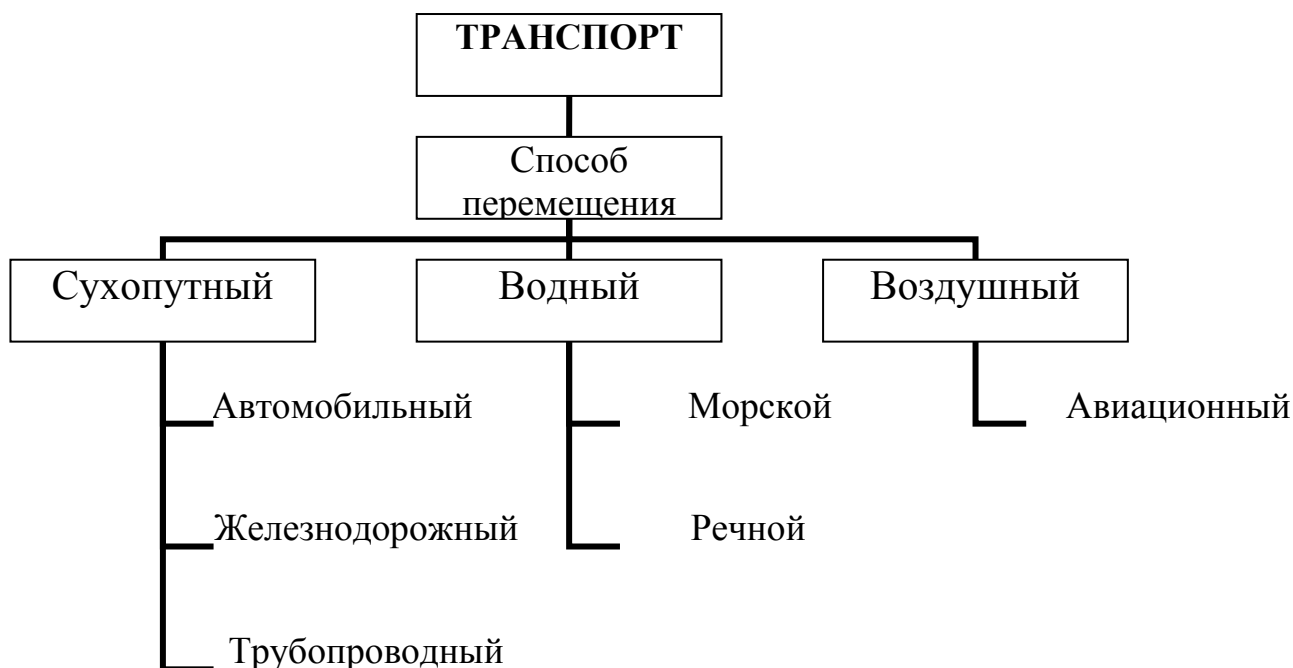 ТРАНСПОРТ
Способ
перемещения
Сухопутный
Водный
Воздушный
Автомобильный
Морской
Авиационный
Железнодорожный
Речной
Трубопроводный